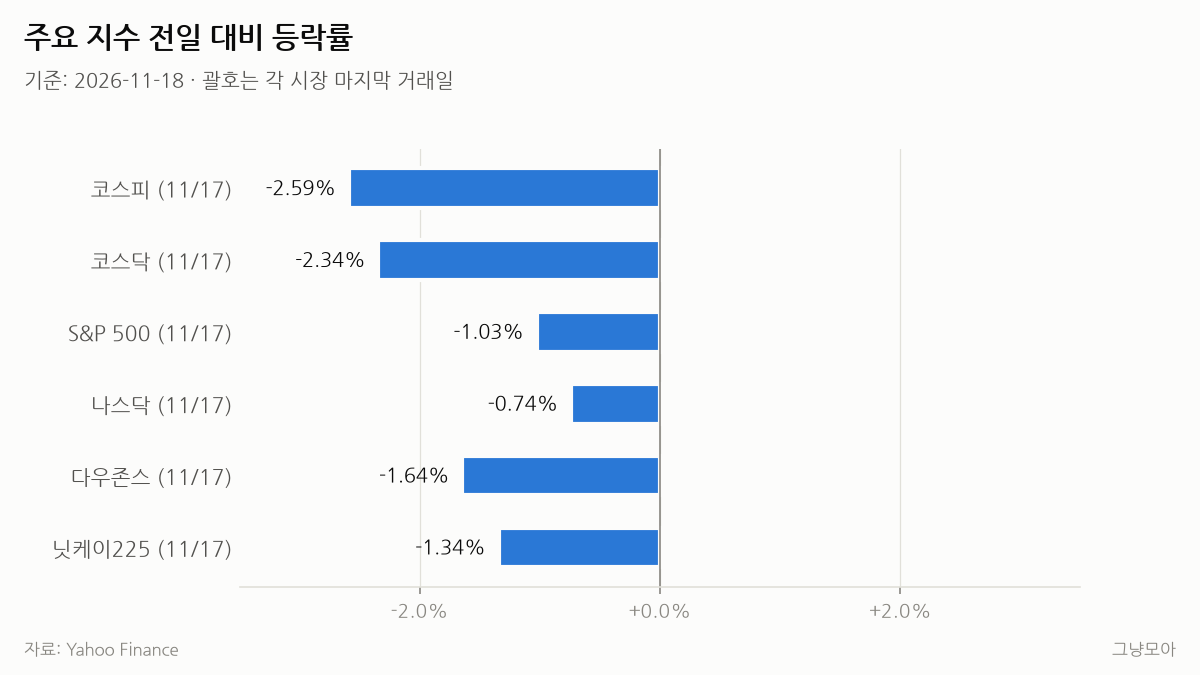 주요 지수 전일 대비 등락률
기준: 2026-11-18 · 괄호는 각 시장 마지막 거래일
코스피 (11/17) -2.59%
코스닥 (11/17) -2.34%
S&P 500 (11/17) -1.03%
나스닥 (11/17) -0.74%
다우존스 (11/17) -1.64%
닛케이225 (11/17) -1.34%
-2.0% +0.0% +2.0%
자료: Yahoo Finance 그냥모아